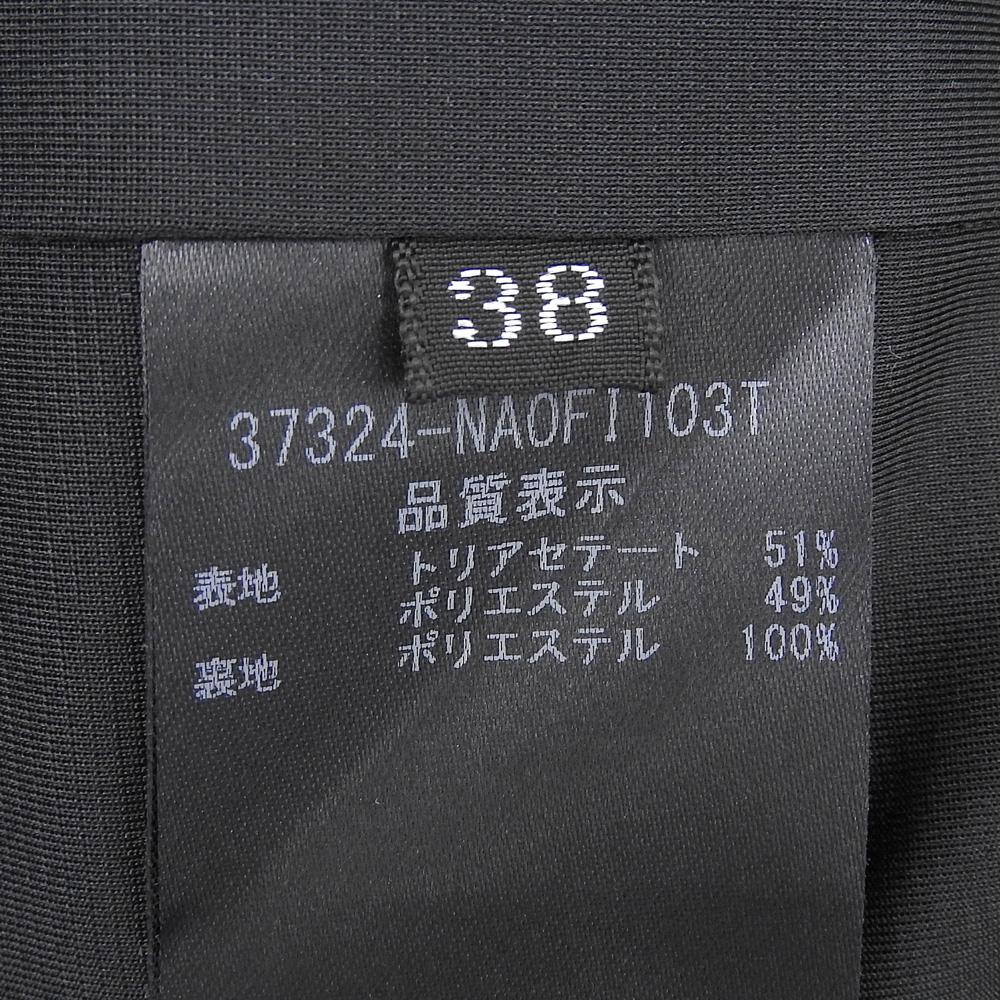 38
37324-NAOFI103T
品質表示
表地 トリアセテート 51%
ポリエステル 49%
裏地 ポリエステル 100%